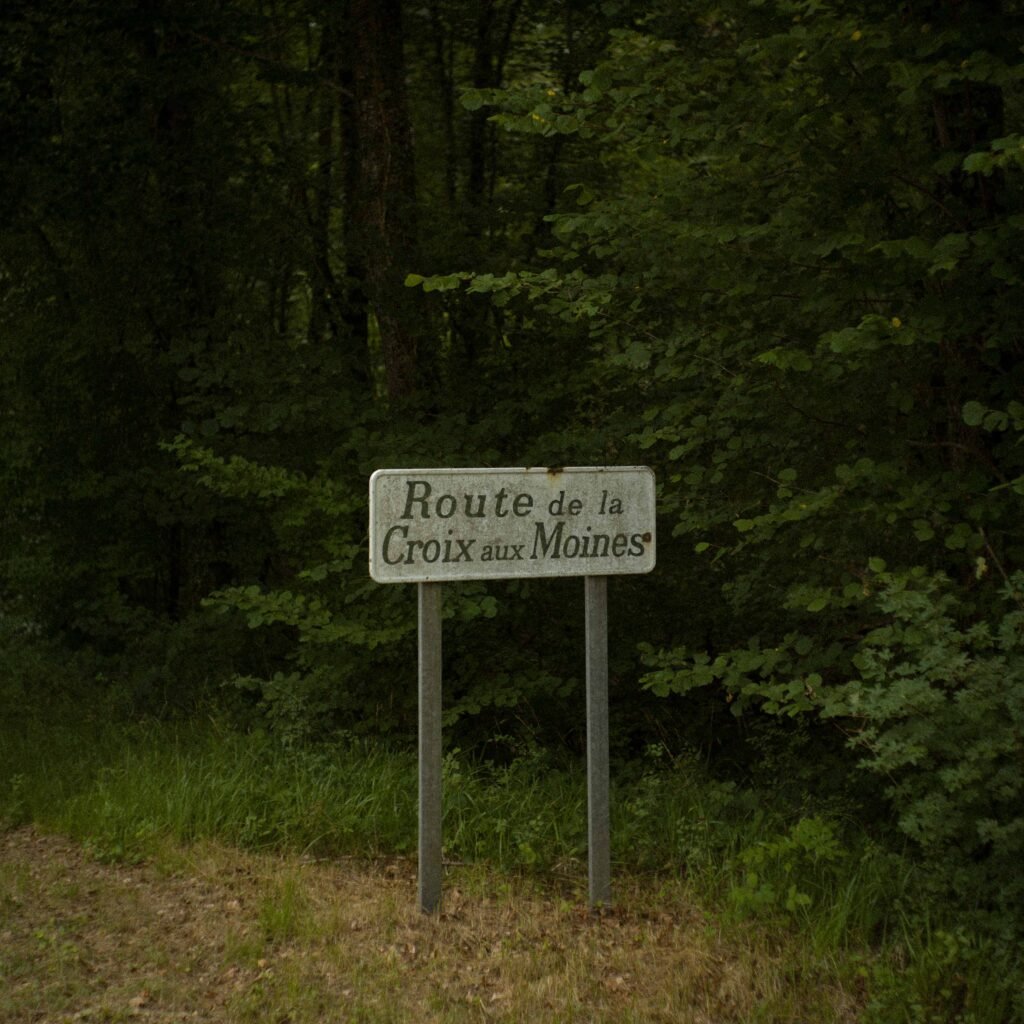 Route de la
Croix aux Moines